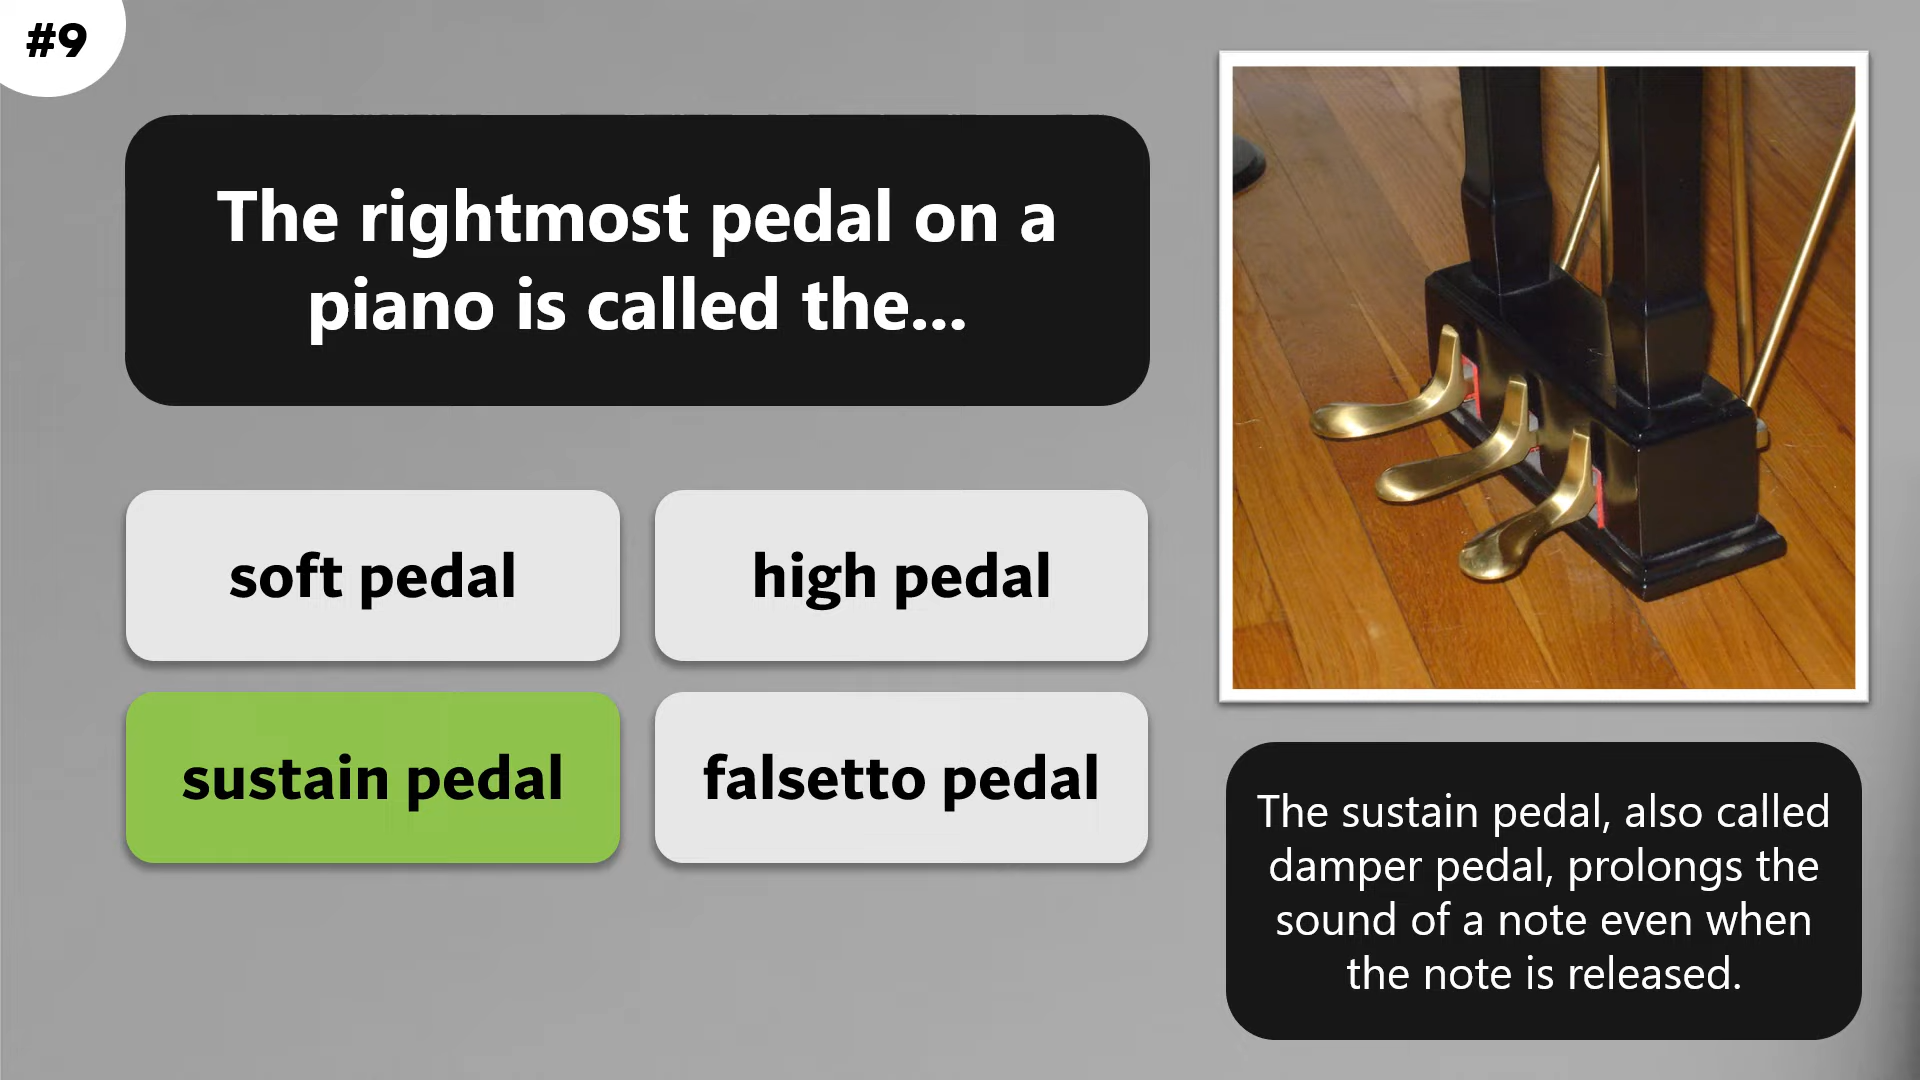 #9
The rightmost pedal on a
piano is called the...
soft pedal
high pedal
sustain pedal
falsetto pedal
The sustain pedal, also called
damper pedal, prolongs the
sound of a note even when
the note is released.